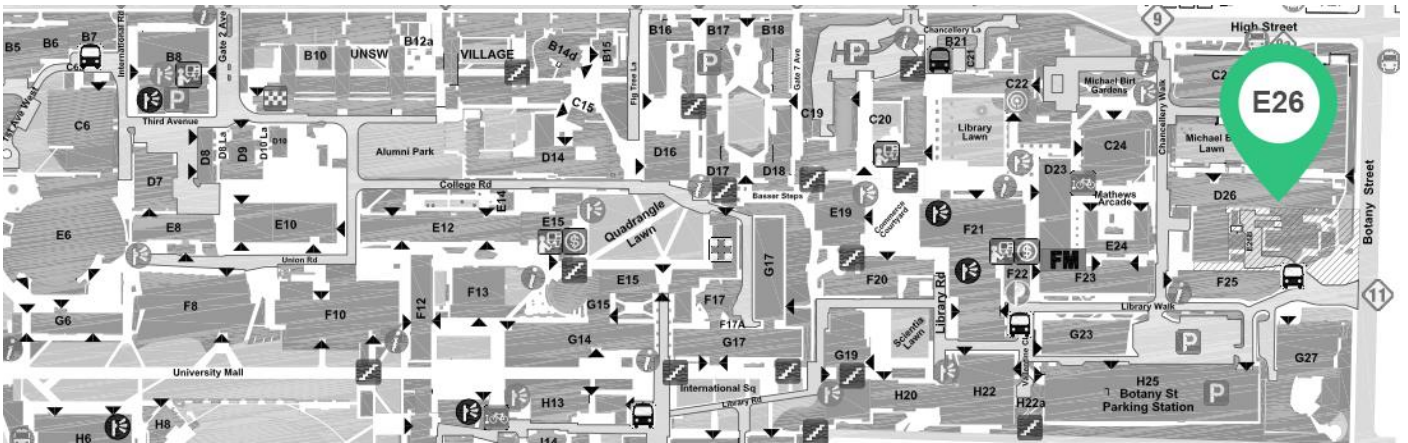 B5
B6
B7
International Rd
B8
Gate 2 Ave
B10
UNSW
B12a
VILLAGE
B14d
B15
Fig Tree La
B16
B17
B18
Gate 7 Ave
Chancellery La
B21
C21
9
High Street
1st Ave West
C6
Third Avenue
P
C15
C19
C20
C22
Library
Lawn
Michael Birt
Gardens
Chancellery Walk
E26
D7
D8
D8 La
D9
D10 La
D10
Alumni Park
D14
D16
D17
D18
D23
C24
Michael
Lawn
D26
Botany Street
College Rd
Basser Steps
E6
E8
E10
E12
E14
E15
Quadrangle
Lawn
G17
E19
Commerce
Courtyard
F21
Mathews
Arcade
E24
Union Rd
F8
F10
F12
F13
E15
G15
F17
F17A
F20
Library Rd
F22
FM
F23
F25
11
G6
G14
G17
Scientia
Lawn
Library Walk
G23
P
G27
University Mall
International Sq
G19
H6
H8
H13
Library Rd
H20
H22
H22a
H25
Botany St
Parking Station
P
I14